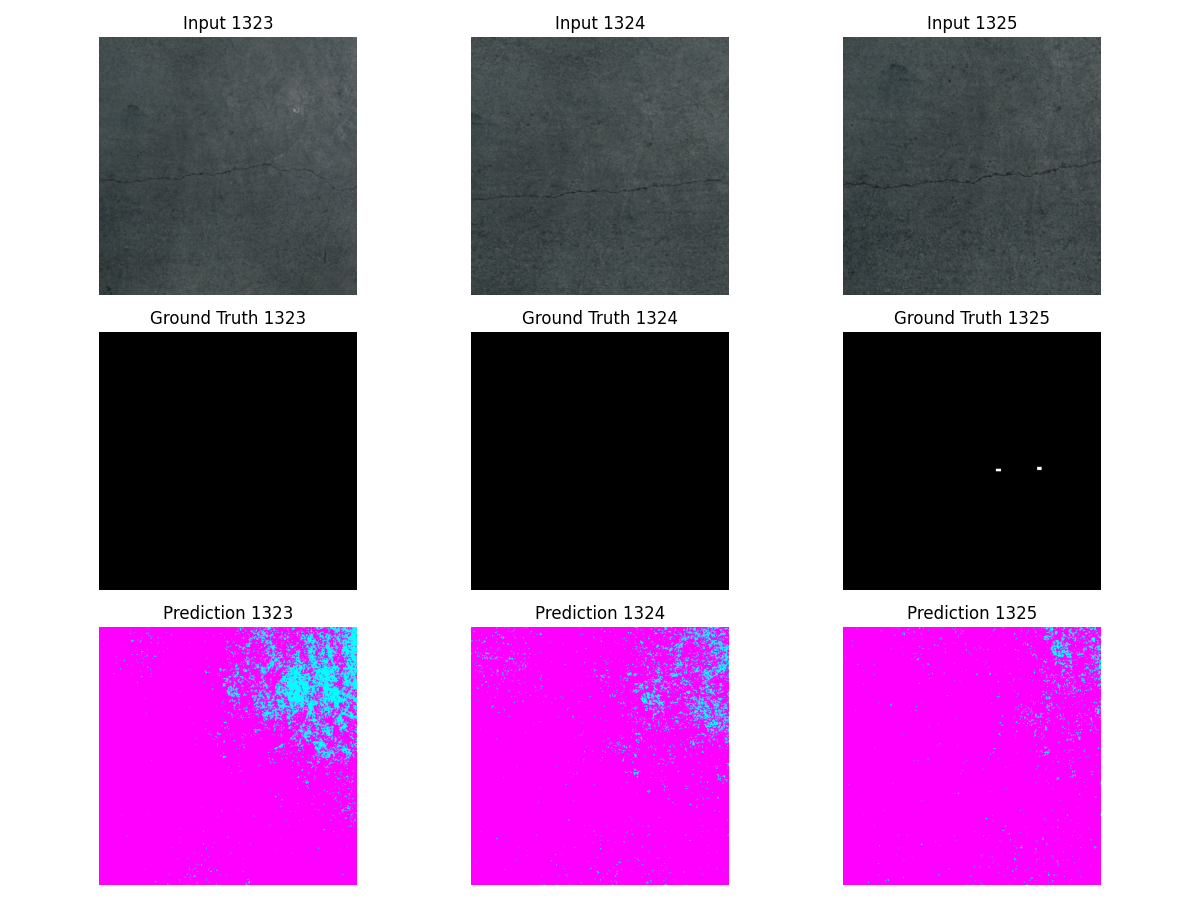 Input 1323
Input 1324
Input 1325
Ground Truth 1323
Ground Truth 1324
Ground Truth 1325
Prediction 1323
Prediction 1324
Prediction 1325